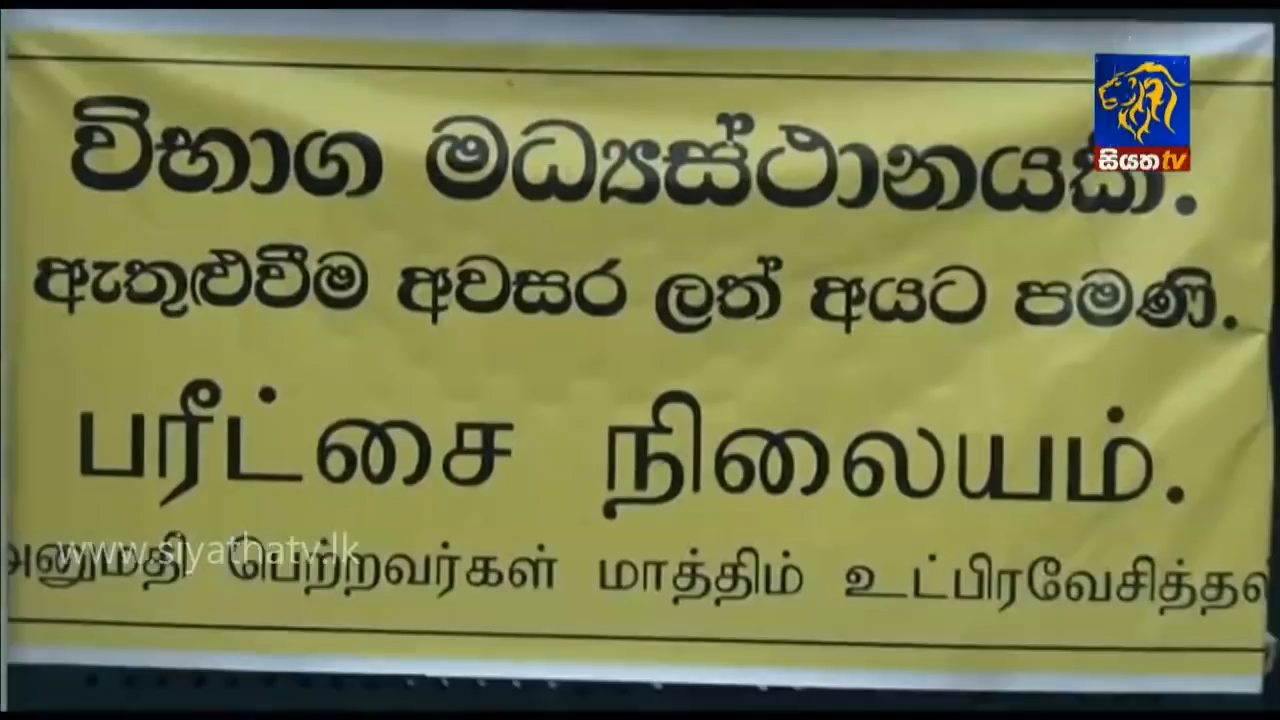 විභාග මධ්‍යස්ථානයකි.
ඇතුළුවීම අවසර ලත් අයට පමණි.
பரீட்சை நிலையம்.
அனுமதி பெற்றவர்கள் மாத்திம் உட்பிரவேசித்தல்
සියත tv
www.siyathatv.lk